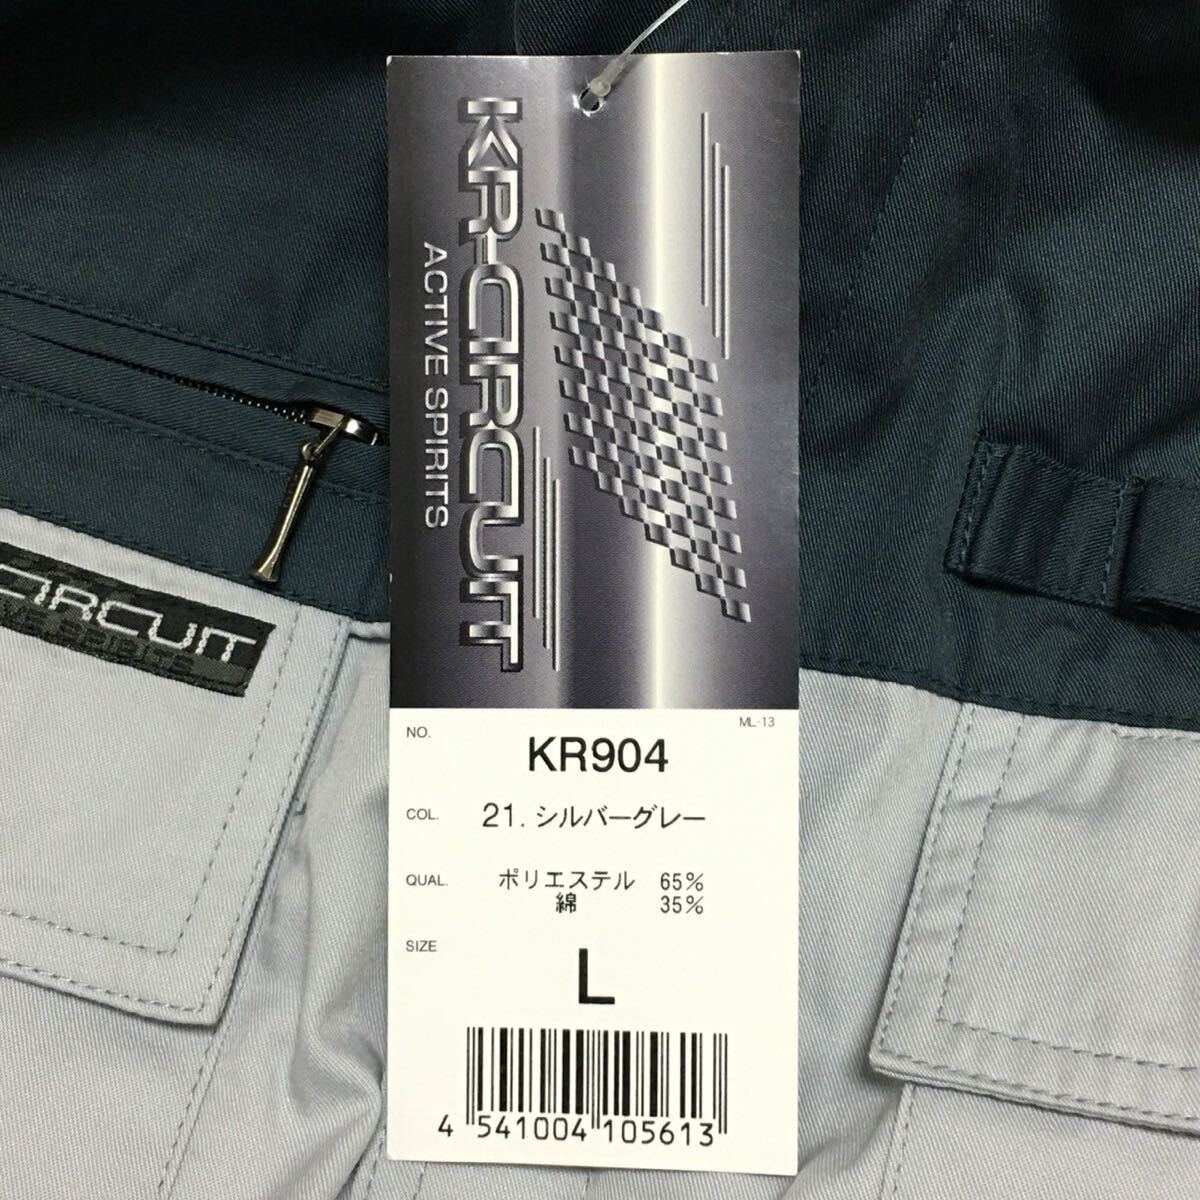 KR-CIRCUIT
ACTIVE SPIRITS
ML-13
NO. KR904
COL. 21. シルバーグレー
QUAL. ポリエステル 65%
綿 35%
SIZE
L
4 541004 105613
CIRCUIT
SPIRITS